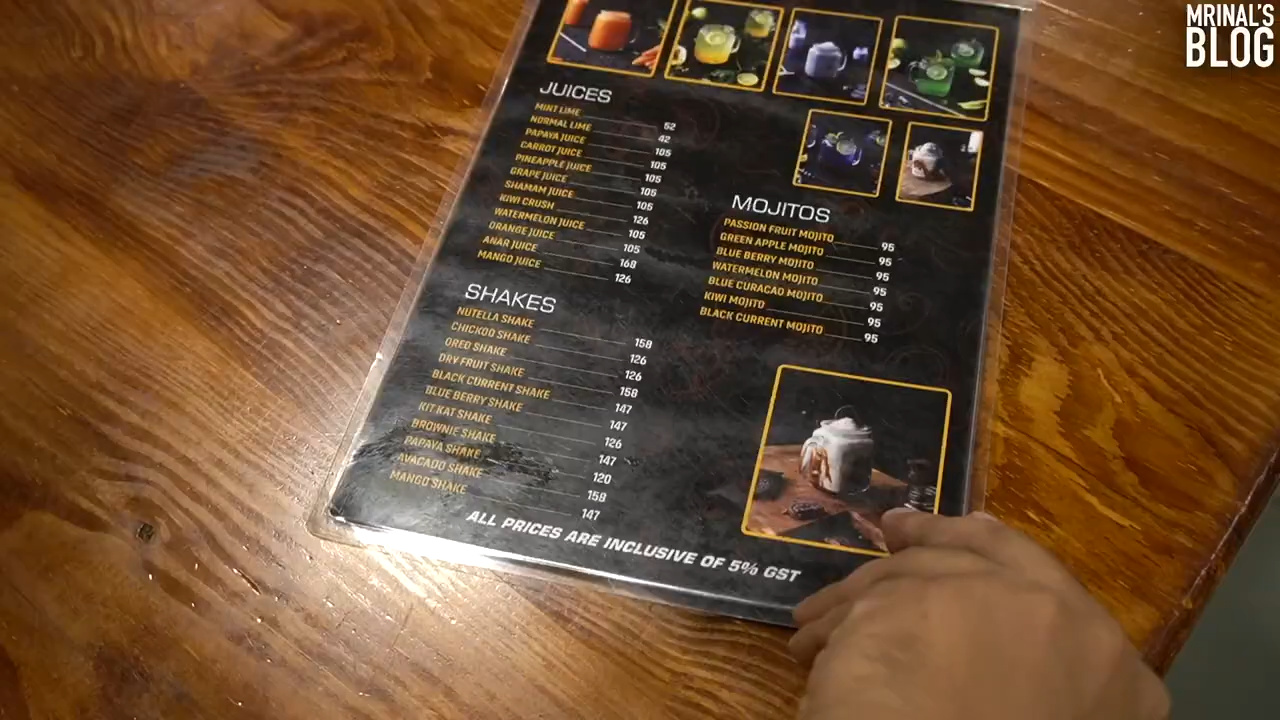 MRINAL'S
BLOG
JUICES
MINT LIME 52
NORMAL LIME 42
PAPAYA JUICE 105
CARROT JUICE 105
PINEAPPLE JUICE 105
GRAPE JUICE 105
SHAMAM JUICE 105
KIWI CRUSH 126
WATERMELON JUICE 105
ORANGE JUICE 105
ANAR JUICE 168
MANGO JUICE 126
SHAKES
NUTELLA SHAKE 158
CHICKOO SHAKE 126
OREO SHAKE 126
DRY FRUIT SHAKE 158
BLACK CURRENT SHAKE 147
BLUE BERRY SHAKE 147
KIT KAT SHAKE 126
BROWNIE SHAKE 147
PAPAYA SHAKE 120
AVACADO SHAKE 158
MANGO SHAKE 147
MOJITOS
PASSION FRUIT MOJITO 95
GREEN APPLE MOJITO 95
BLUE BERRY MOJITO 95
WATERMELON MOJITO 95
BLUE CURACAO MOJITO 95
KIWI MOJITO 95
BLACK CURRENT MOJITO 95
ALL PRICES ARE INCLUSIVE OF 5% GST